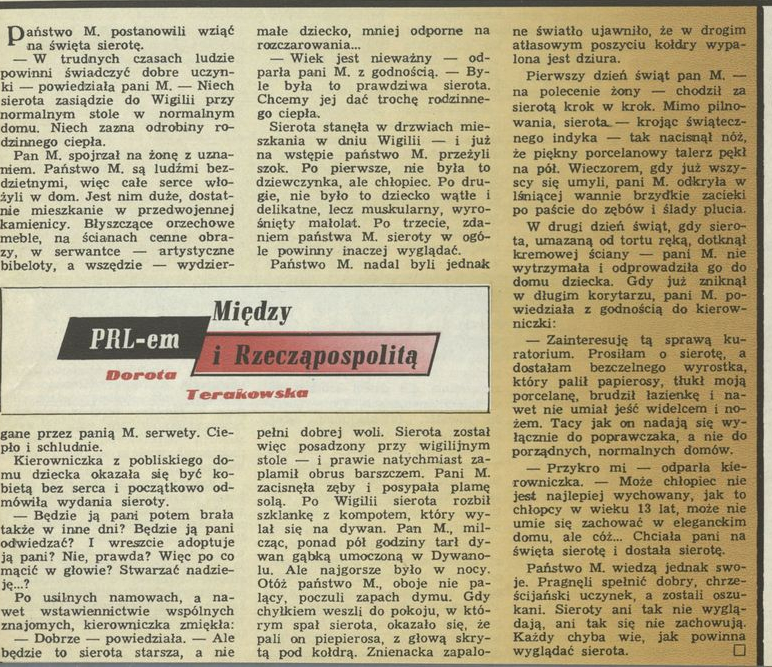 Między
PRL-em
i Rzecząpospolitą
Dorota
Terakowska
Państwo M. postanowili wziąć
na święta sierotę.
— W trudnych czasach ludzie
powinni świadczyć dobre uczyn-
ki — powiedziała pani M. — Niech
sierota zasiądzie do Wigilii przy
normalnym stole w normalnym
domu. Niech zazna odrobiny ro-
dzinnego ciepła.
Pan M. spojrzał na żonę z uzna-
niem. Państwo M. są ludźmi bez-
dzietnymi, więc całe serce wło-
żyli w dom. Jest nim duże, dostat-
nie mieszkanie w przedwojennej
kamienicy. Błyszczące orzechowe
meble, na ścianach cenne obra-
zy, w serwantce — artystyczne
bibeloty, a wszędzie — wydzier-
gane przez panią M. serwety. Cie-
pło i schludnie.
Kierowniczka z pobliskiego do-
mu dziecka okazała się być ko-
bietą bez serca i początkowo od-
mówiła wydania sieroty.
— Będzie ją pani potem brała
także w inne dni? Będzie ją pani
odwiedzać? I wreszcie adoptuje
ją pani? Nie, prawda? Więc po co
mącić w głowie? Stwarzać nadzie-
ję...?
Po usilnych namowach, a na-
wet wstawiennictwie wspólnych
znajomych, kierowniczka zmiękła:
— Dobrze — powiedziała. — Ale
będzie to sierota starsza, a nie
małe dziecko, mniej odporne na
rozczarowania...
— Wiek jest nieważny — od-
parła pani M. z godnością. — By-
le była to prawdziwa sierota.
Chcemy jej dać trochę rodzinne-
go ciepła.
Sierota stanęła w drzwiach mie-
szkania w dniu Wigilii — i już
na wstępie państwo M. przeżyli
szok. Po pierwsze, nie była to
dziewczynka, ale chłopiec. Po dru-
gie, nie było to dziecko wątłe i
delikatne, lecz muskularny, wyro-
śnięty małolat. Po trzecie, zda-
niem państwa M. sieroty w ogó-
le powinny inaczej wyglądać.
Państwo M. nadal byli jednak
pełni dobrej woli. Sierota został
więc posadzony przy wigilijnym
stole — i prawie natychmiast za-
plamił obrus barszczem. Pani M.
zacisnęła zęby i posypała plamę
solą. Po Wigilii sierota rozbił
szklankę z kompotem, który wy-
lał się na dywan. Pan M., mil-
cząc, ponad pół godziny tarł dy-
wan gąbką umoczoną w Dywano-
lu. Ale najgorsze było w nocy.
Otóż państwo M., oboje nie pa-
lący, poczuli zapach dymu. Gdy
chyłkiem weszli do pokoju, w któ-
rym spał sierota, okazało się, że
pali on piepierosa, z głową skry-
tą pod kołdrą. Znienacka zapalo-
ne światło ujawniło, że w drogim
atłasowym poszyciu kołdry wypa-
lona jest dziura.
Pierwszy dzień świąt pan M. —
na polecenie żony — chodził za
sierotą krok w krok. Mimo pilno-
wania, sierota — krojąc świątecz-
nego indyka — tak nacisnął nóż,
że piękny porcelanowy talerz pękł
na pół. Wieczorem, gdy już wszy-
scy się umyli, pani M. odkryła w
lśniącej wannie brzydkie zacieki
po paście do zębów i ślady plucia.
W drugi dzień świąt, gdy siero-
ta, umazaną od tortu ręką, dotknął
kremowej ściany — pani M. nie
wytrzymała i odprowadziła go do
domu dziecka. Gdy już zniknął
w długim korytarzu, pani M. po-
wiedziała z godnością do kierow-
niczki:
— Zainteresuję tą sprawą ku-
ratorium. Prosiłam o sierotę, a
dostałam bezczelnego wyrostka,
który palił papierosy, tłukł moją
porcelanę, brudził łazienkę i na-
wet nie umiał jeść widelcem i no-
żem. Tacy jak on nadają się wy-
łącznie do poprawczaka, a nie do
porządnych, normalnych domów.
— Przykro mi — odparła kie-
rowniczka. — Może chłopiec nie
jest najlepiej wychowany, jak to
chłopcy w wieku 13 lat, może nie
umie się zachować w eleganckim
domu, ale cóż... Chciała pani na
święta sierotę i dostała sierotę.
Państwo M. wiedzą jednak swo-
je. Pragnęli spełnić dobry, chrze-
ścijański uczynek, a zostali oszu-
kani. Sieroty ani tak nie wyglą-
dają, ani tak się nie zachowują.
Każdy chyba wie, jak powinna
wyglądać sierota. □